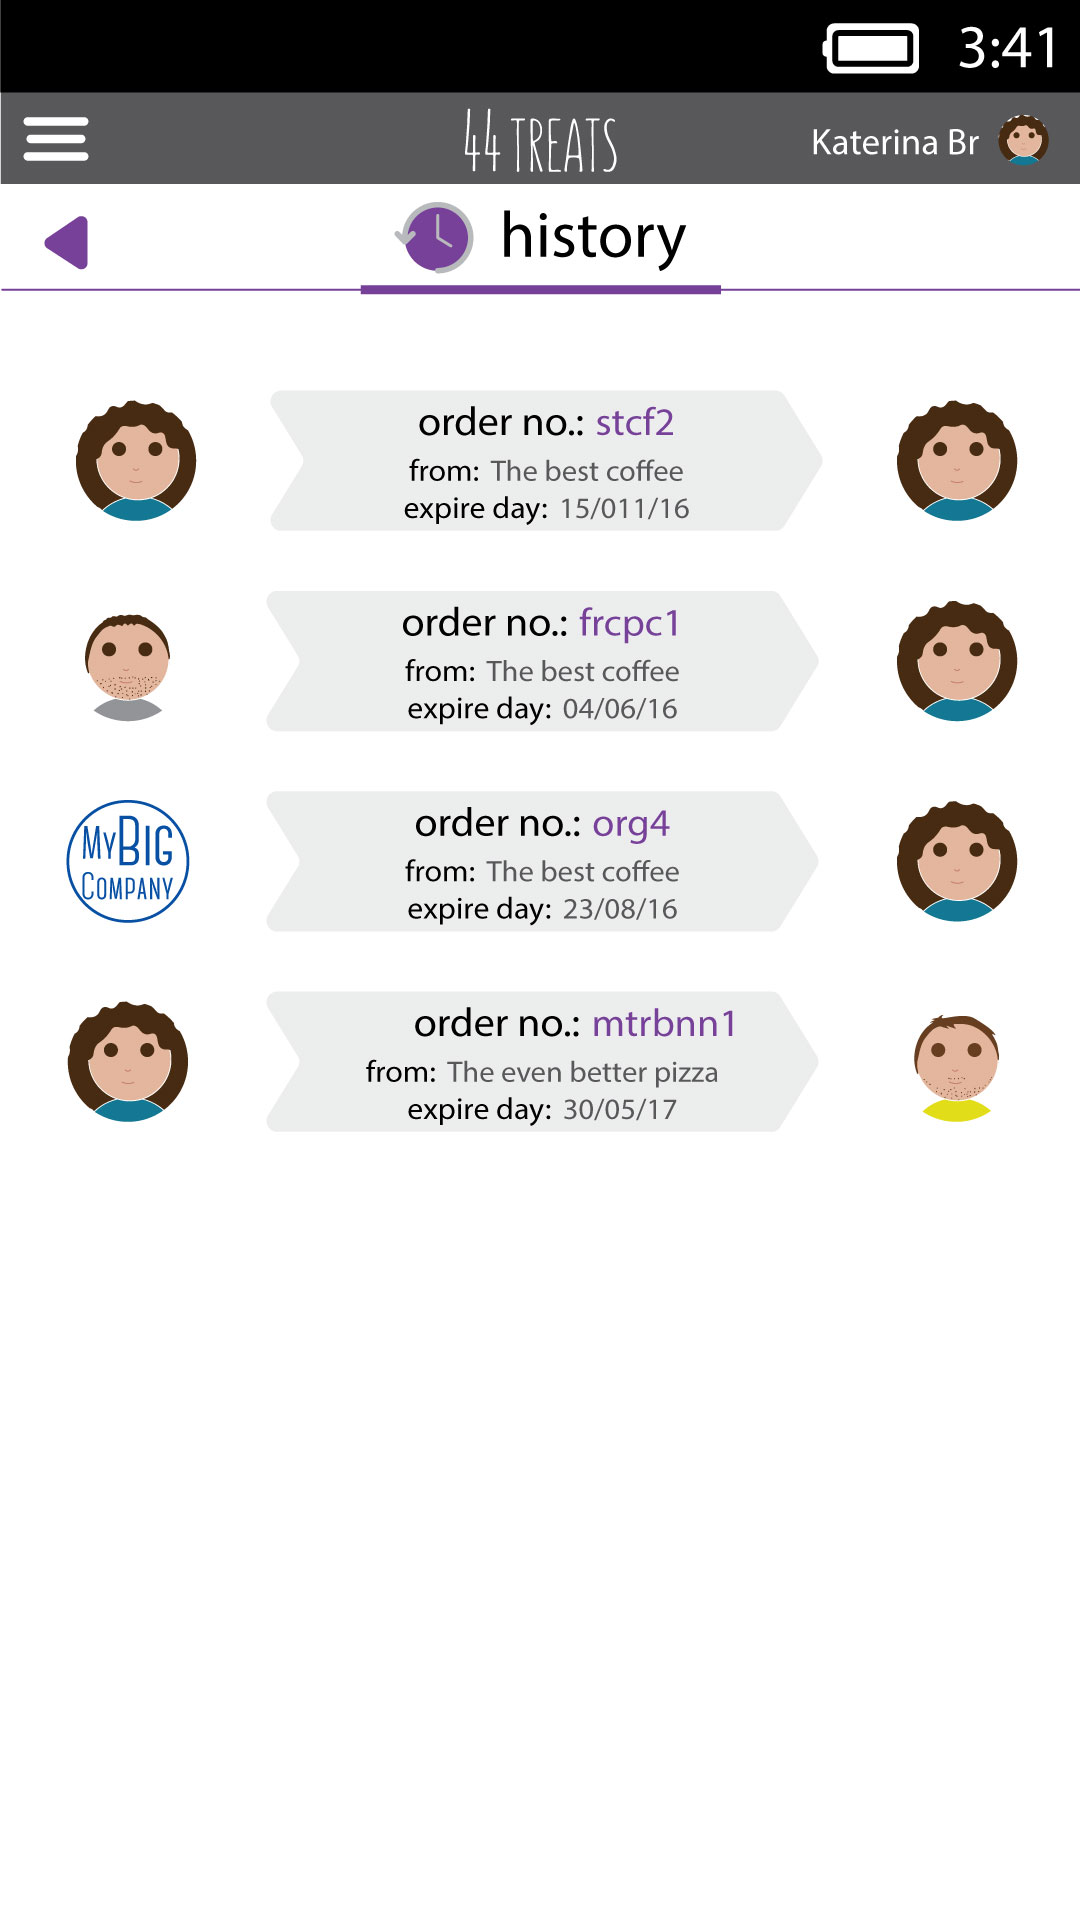 3:41
44 TREATS
Katerina Br
history
order no.: stcf2
from: The best coffee
expire day: 15/011/16
order no.: frcpc1
from: The best coffee
expire day: 04/06/16
MyBIG
COMPANY
order no.: org4
from: The best coffee
expire day: 23/08/16
order no.: mtrbnn1
from: The even better pizza
expire day: 30/05/17